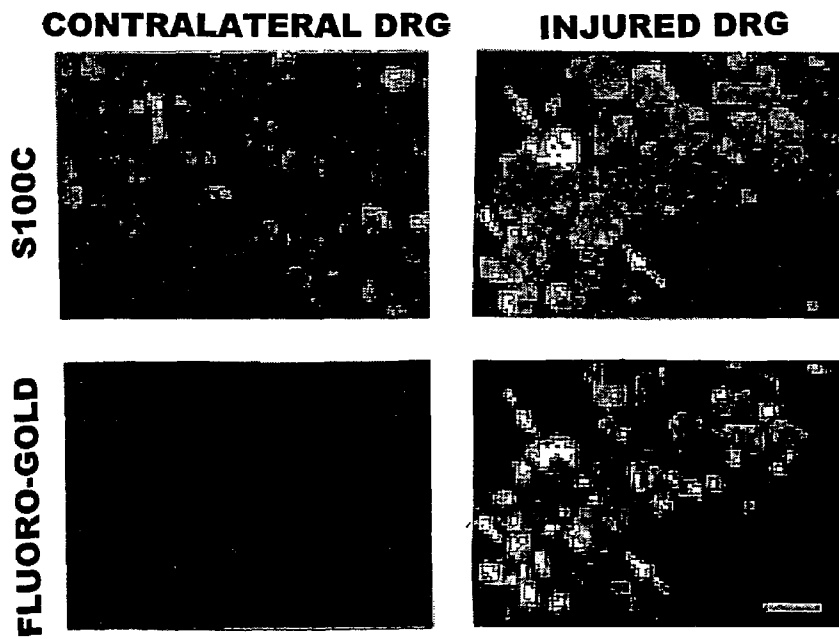 CONTRALATERAL DRG
INJURED DRG
S100C
FLUORO-GOLD